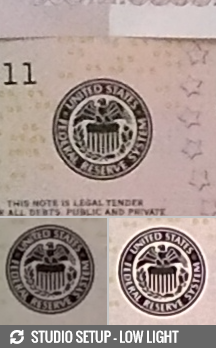 11
UNITED STATES
FEDERAL RESERVE SYSTEM
THIS NOTE IS LEGAL TENDER
R ALL DEBTS, PUBLIC AND PRIVATE
UNITED STATES
FEDERAL RESERVE SYSTEM
UNITED STATES
FEDERAL RESERVE SYSTEM
STUDIO SETUP - LOW LIGHT